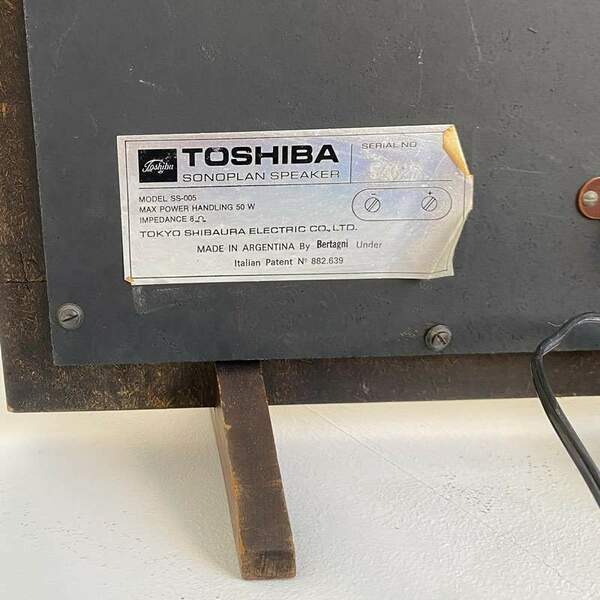 Toshiba TOSHIBA SERIAL NO
SONOPLAN SPEAKER
MODEL SS-005
MAX POWER HANDLING 50 W
IMPEDANCE 8Ω
TOKYO SHIBAURA ELECTRIC CO., LTD.
MADE IN ARGENTINA By Bertagni Under
Italian Patent Nº 882.639
− +